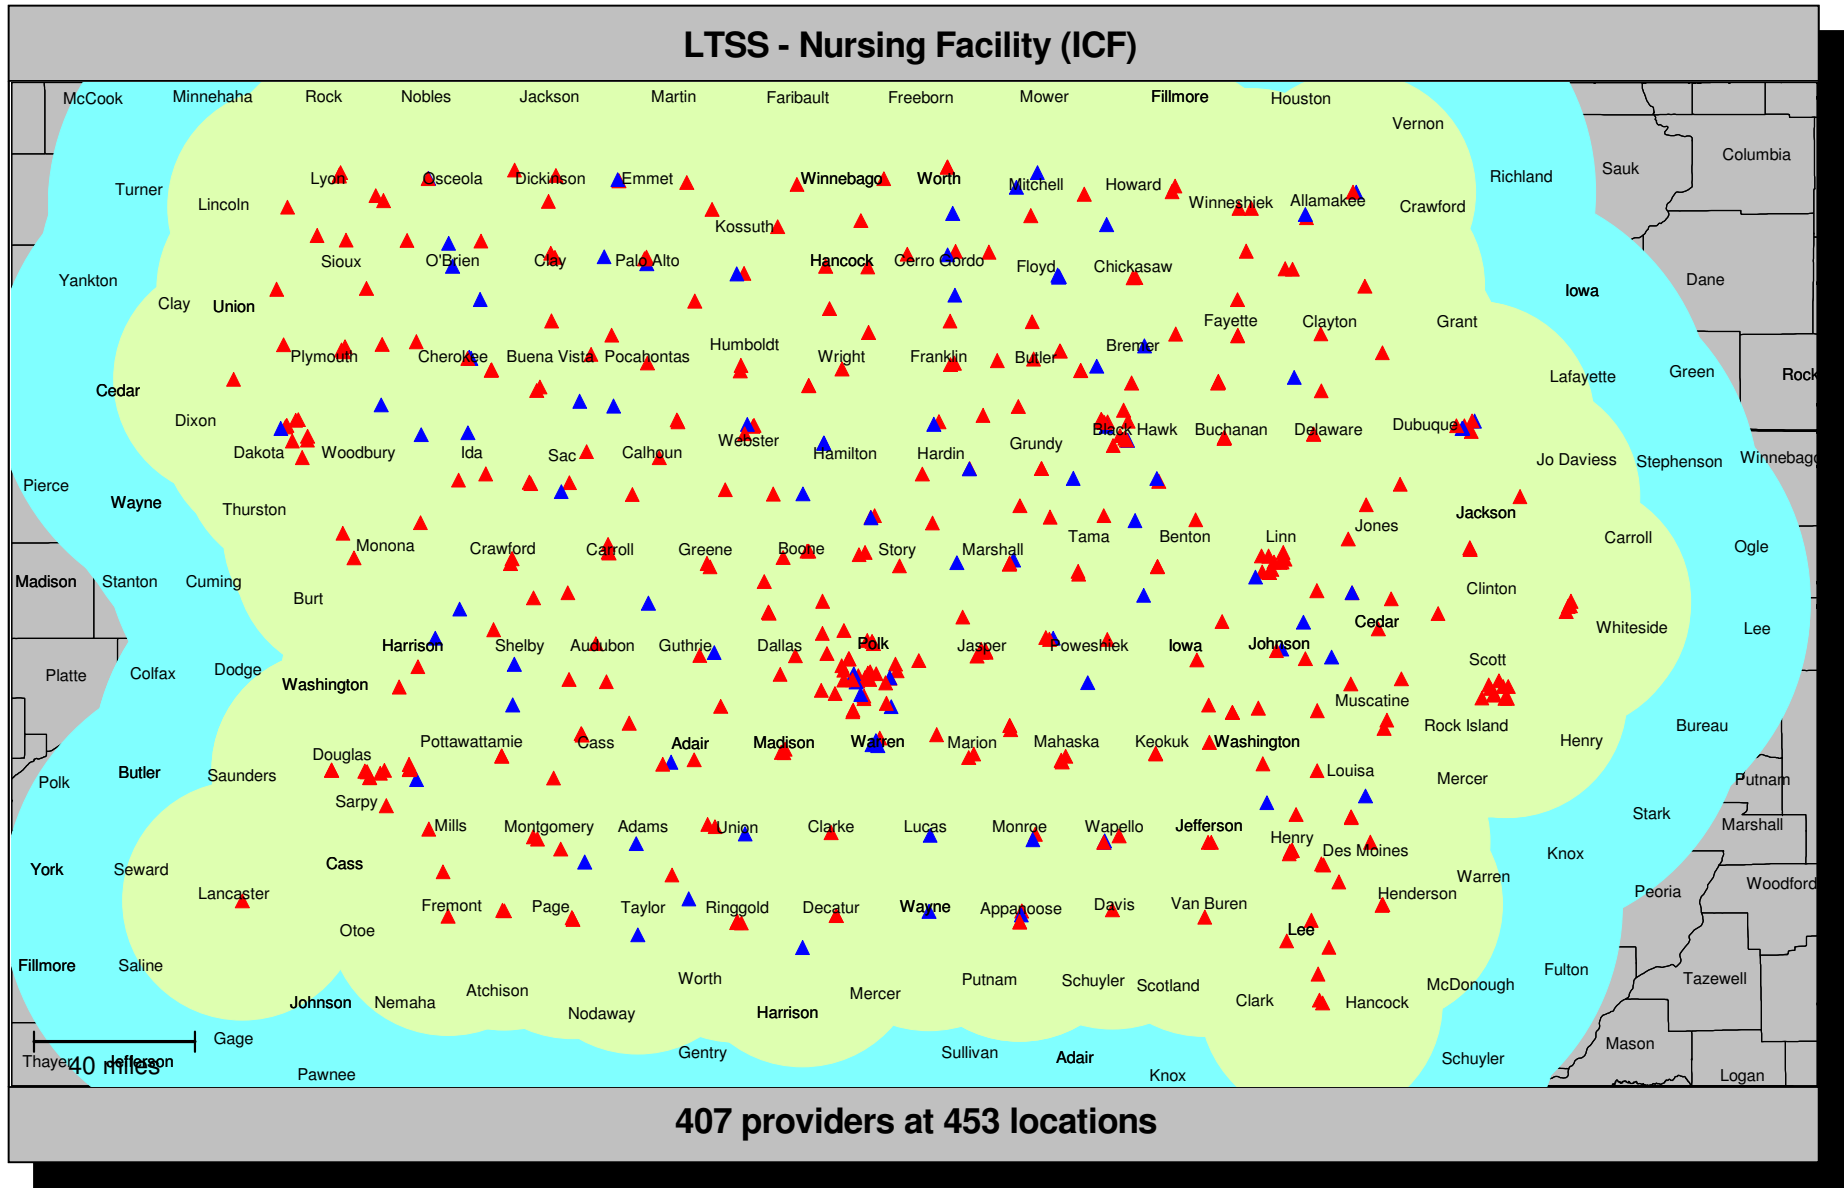 LTSS - Nursing Facility (ICF)
McCook Minnehaha Rock Nobles Jackson Martin Faribault Freeborn Mower Fillmore Houston
Vernon
Columbia
Sauk
Turner Lyon Osceola Dickinson Emmet Winnebago Worth Mitchell Howard Richland
Lincoln Kossuth Winneshiek Allamakee Crawford
Yankton Sioux O'Brien Clay Palo Alto Hancock Cerro Gordo Floyd Chickasaw Dane
Clay Union Iowa
Fayette Clayton Grant
Plymouth Cherokee Buena Vista Pocahontas Humboldt Wright Franklin Butler Bremer
Cedar Lafayette Green Rock
Dixon Dubuque
Dakota Woodbury Ida Sac Calhoun Webster Hamilton Hardin Grundy Black Hawk Buchanan Delaware Jo Daviess Stephenson Winnebago
Pierce
Wayne Thurston Jackson
Monona Crawford Carroll Greene Boone Story Marshall Tama Benton Linn Jones Carroll Ogle
Madison Stanton Cuming Clinton
Burt
Harrison Shelby Audubon Guthrie Dallas Polk Jasper Poweshiek Iowa Johnson Cedar Whiteside Lee
Platte Colfax Dodge Scott
Washington Muscatine
Rock Island Bureau
Douglas Pottawattamie Cass Adair Madison Warren Marion Mahaska Keokuk Washington Henry
Polk Butler Saunders Louisa Mercer Putnam
Sarpy Stark
Mills Montgomery Adams Union Clarke Lucas Monroe Wapello Jefferson Henry Marshall
Des Moines Knox
York Seward Cass Warren
Lancaster Henderson Peoria Woodford
Fremont Page Taylor Ringgold Decatur Wayne Appanoose Davis Van Buren
Otoe Lee
Fillmore Saline Fulton
Worth Putnam Schuyler Scotland McDonough Tazewell
Johnson Nemaha Atchison Mercer Clark Hancock
Nodaway Harrison
Gage Mason
Thayer Jefferson Gentry Sullivan Adair Schuyler
40 miles
Pawnee Knox Logan
407 providers at 453 locations